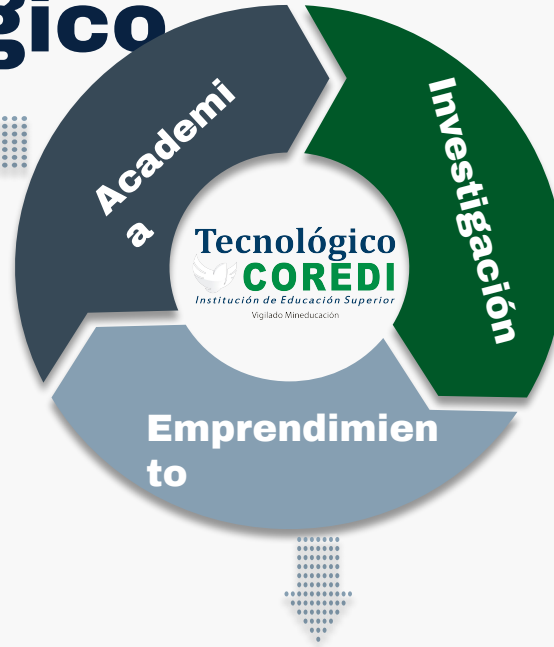 gico
Academi
a
Investigación
Tecnológico
COREDI
Institución de Educación Superior
Vigilado Mineducación
Emprendimien
to